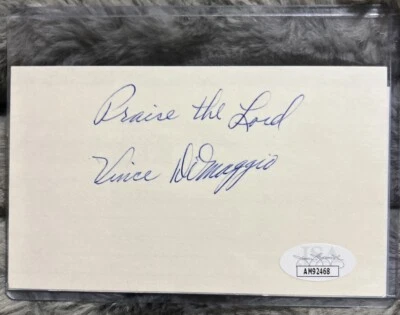 Praise the Lord
Vince DiMaggio
JSA
AM92468